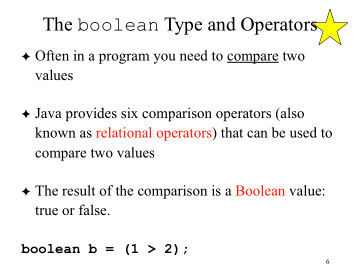 The boolean Type and Operators
✦ Often in a program you need to compare two
values
✦ Java provides six comparison operators (also
known as relational operators) that can be used to
compare two values
✦ The result of the comparison is a Boolean value:
true or false.
boolean b = (1 > 2);
6